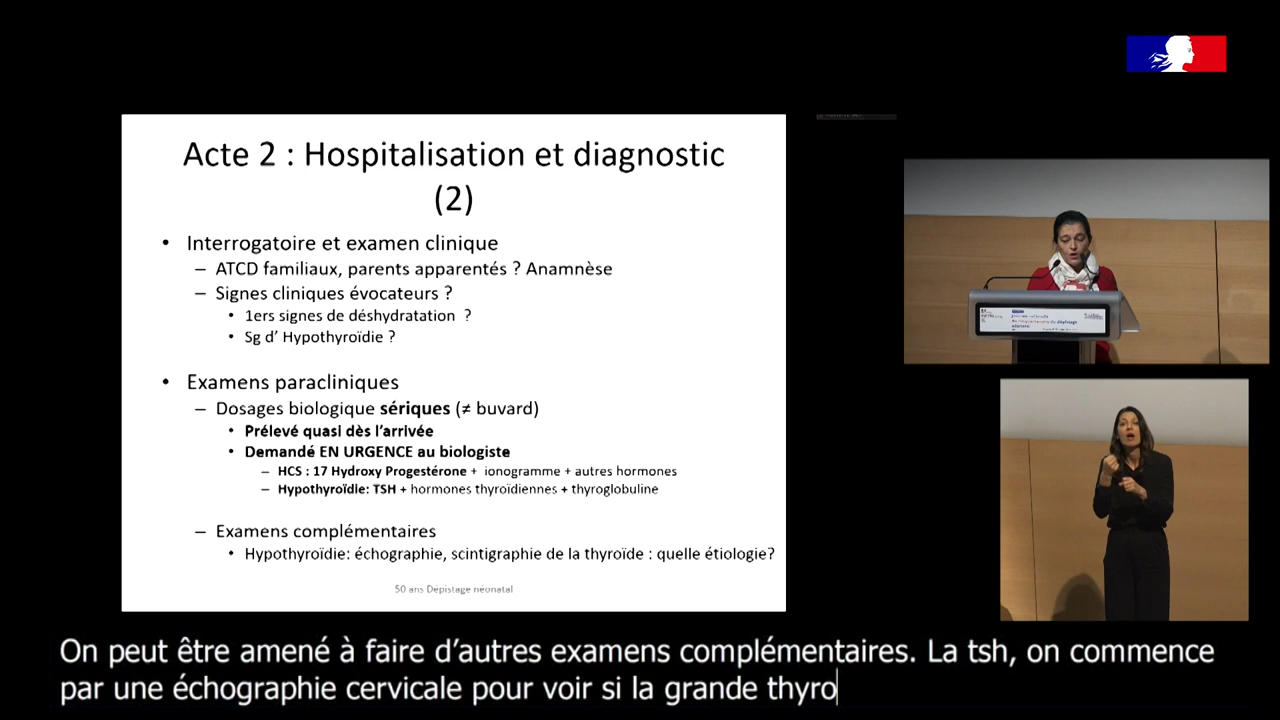 Acte 2 : Hospitalisation et diagnostic
(2)
• Interrogatoire et examen clinique
– ATCD familiaux, parents apparentés ? Anamnèse
– Signes cliniques évocateurs ?
• 1ers signes de déshydratation ?
• Sg d’ Hypothyroïdie ?
• Examens paracliniques
– Dosages biologique sériques (≠ buvard)
• Prélevé quasi dès l’arrivée
• Demandé EN URGENCE au biologiste
– HCS : 17 Hydroxy Progestérone + ionogramme + autres hormones
– Hypothyroïdie: TSH + hormones thyroïdiennes + thyroglobuline
– Examens complémentaires
• Hypothyroïdie: échographie, scintigraphie de la thyroïde : quelle étiologie?
50 ans Dépistage néonatal
On peut être amené à faire d’autres examens complémentaires. La tsh, on commence
par une échographie cervicale pour voir si la grande thyro